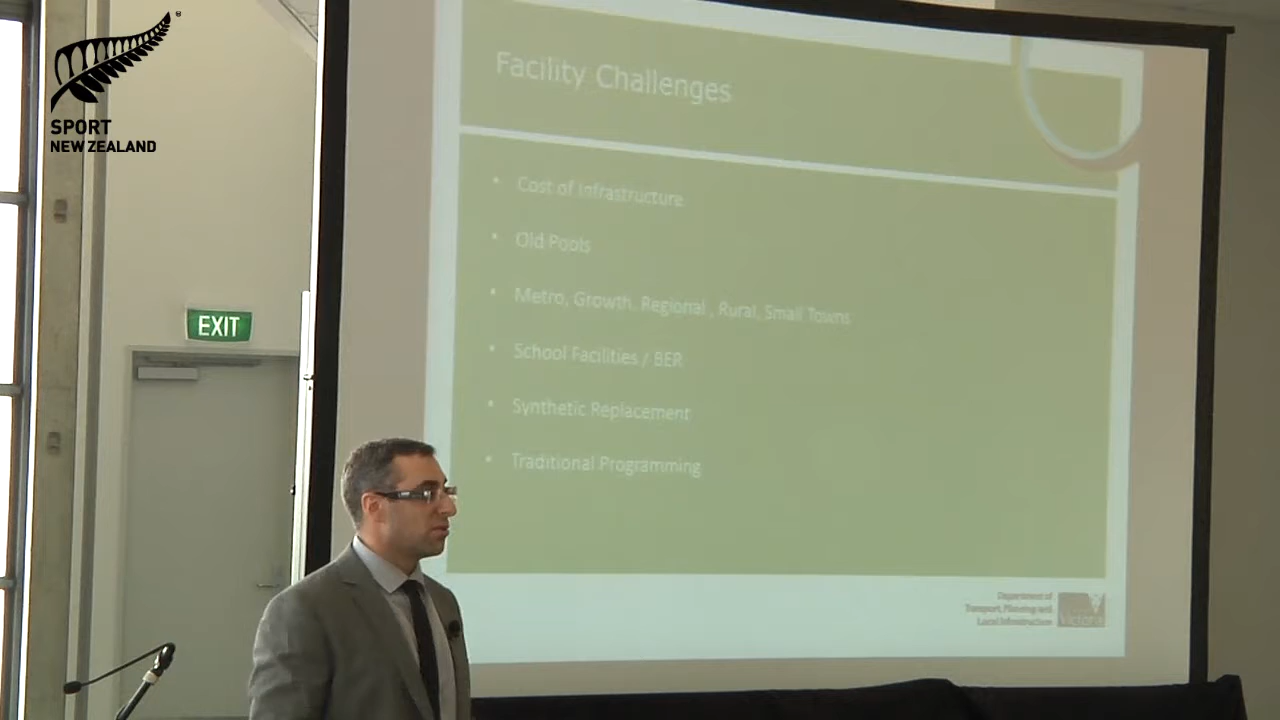 SPORT
NEW ZEALAND
EXIT
Facility Challenges
• Cost of Infrastructure
• Old Pools
• Metro, Growth, Regional , Rural, Small Towns
• School Facilities / BER
• Synthetic Replacement
• Traditional Programming
Department of
Transport, Planning and
Local Infrastructure
Victoria